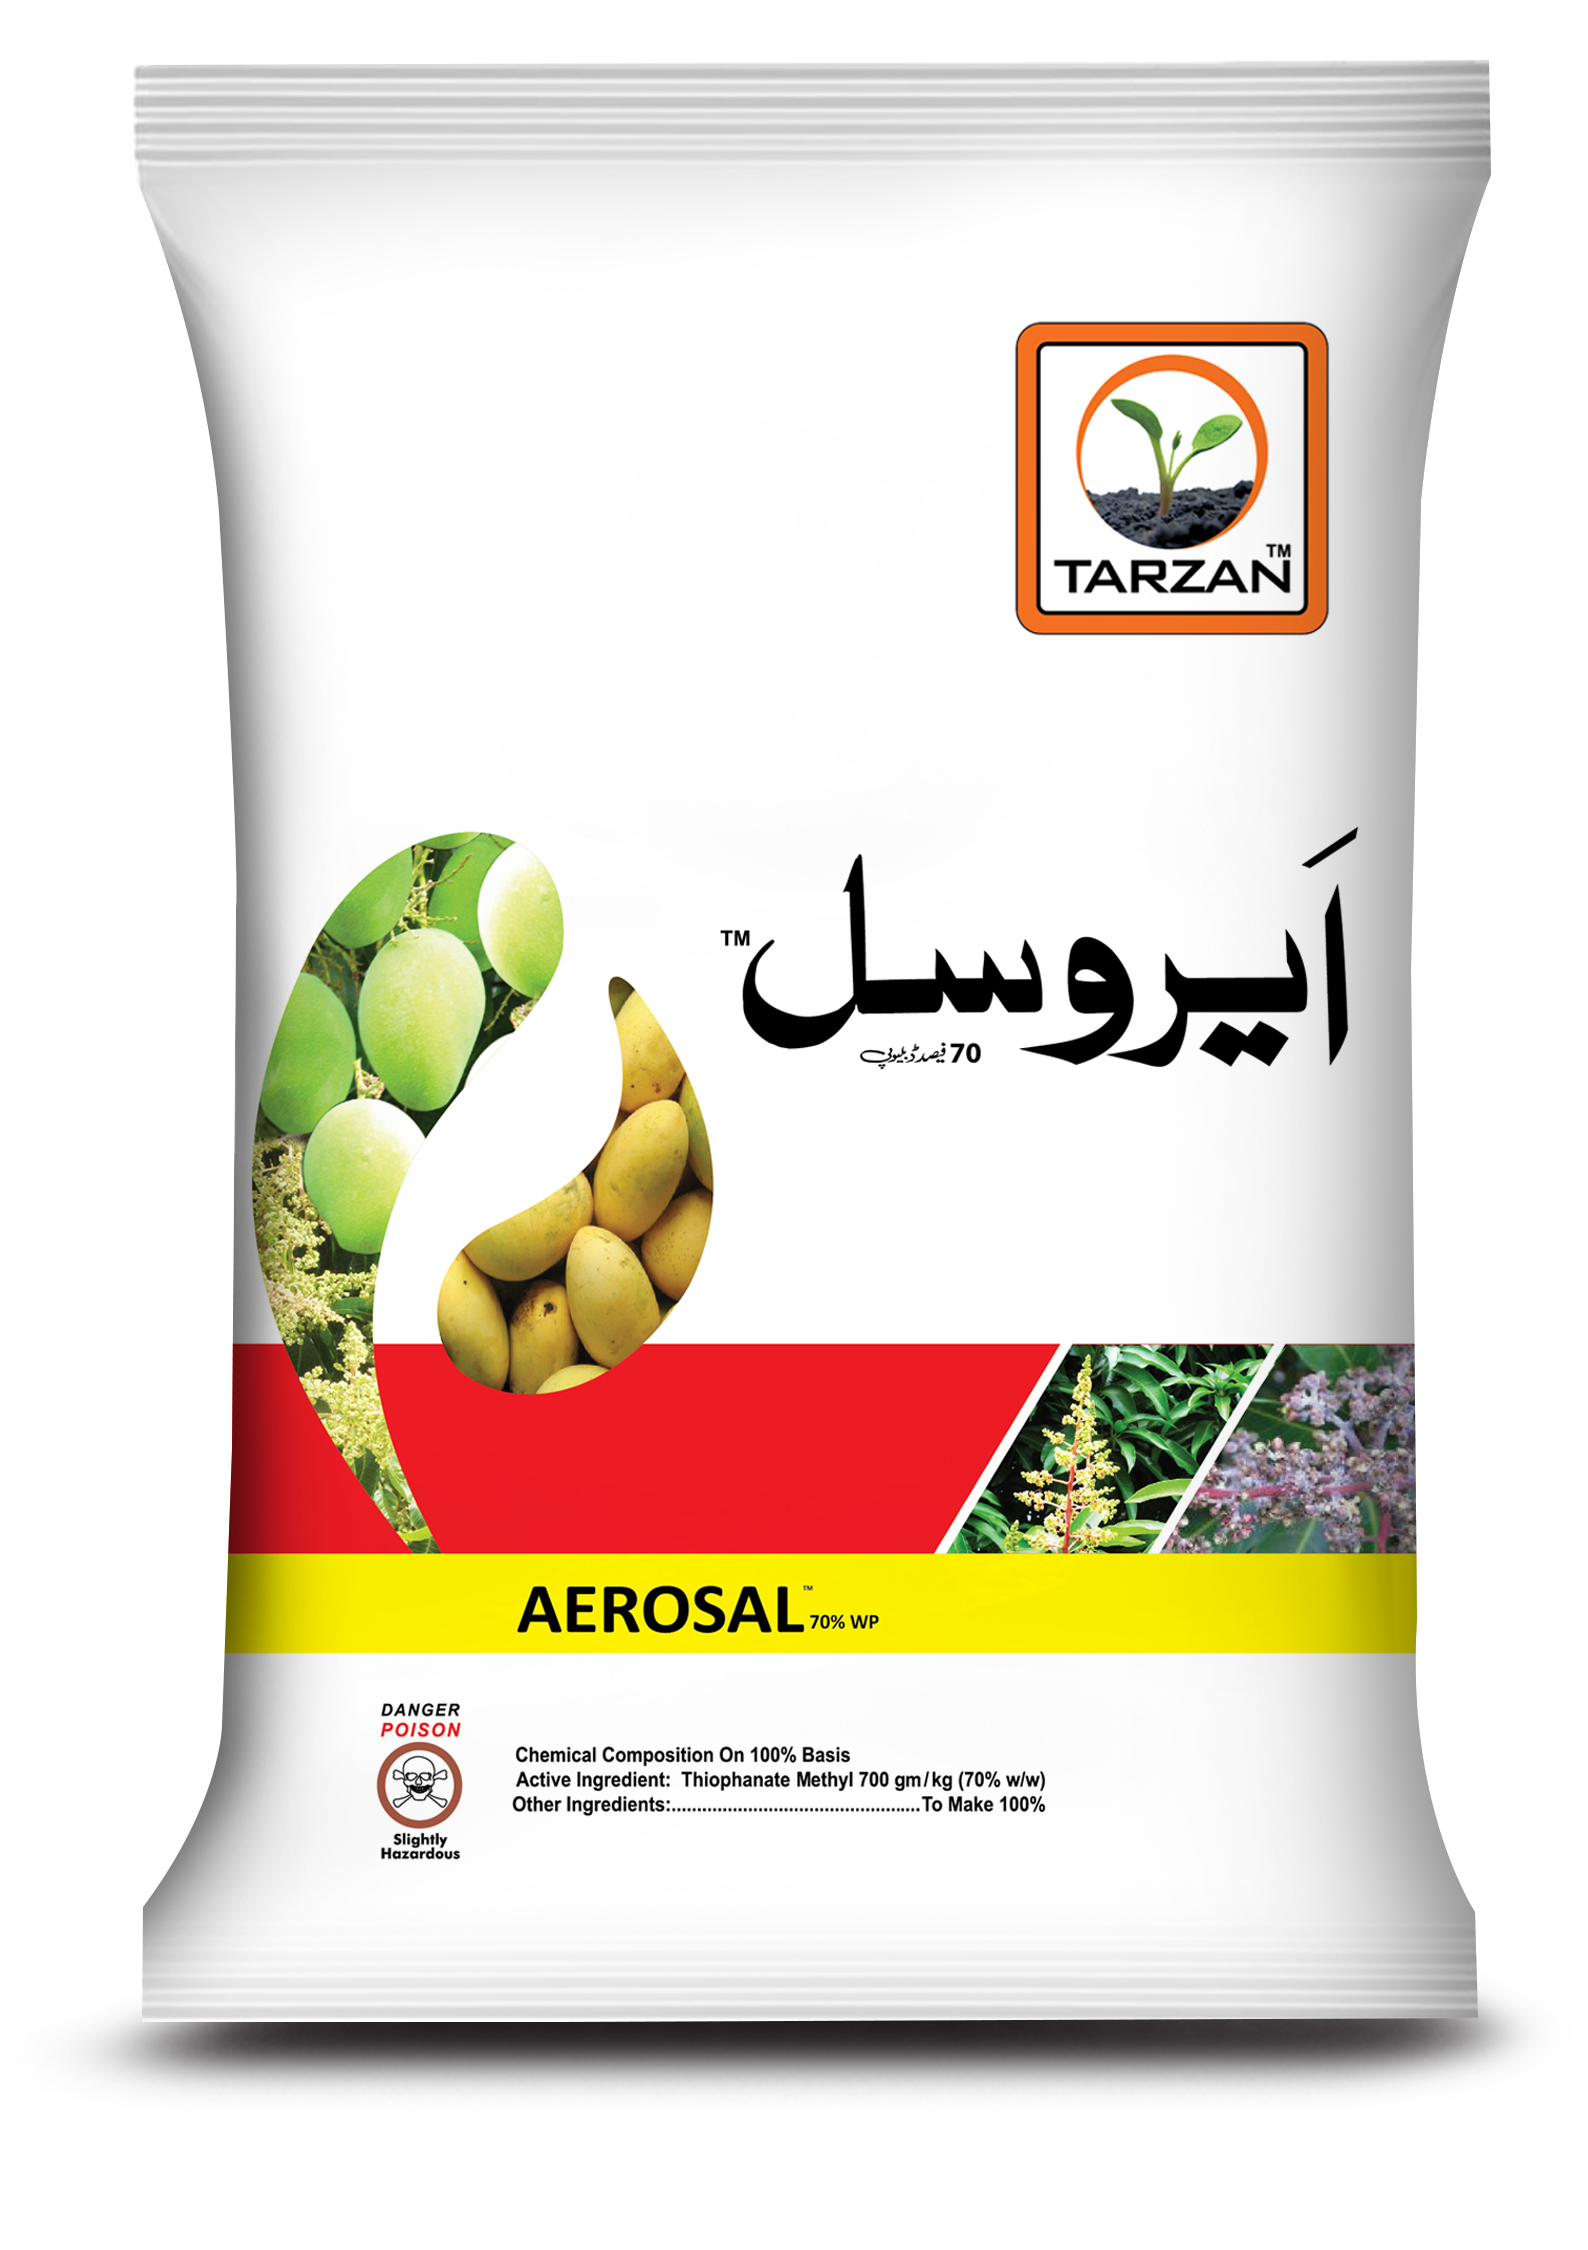 TARZAN™
اَیروسل™
70 فیصد ڈبلیوپی
AEROSAL™ 70% WP
DANGER
POISON
Slightly
Hazardous
Chemical Composition On 100% Basis
Active Ingredient: Thiophanate Methyl 700 gm/kg (70% w/w)
Other Ingredients:................................................To Make 100%